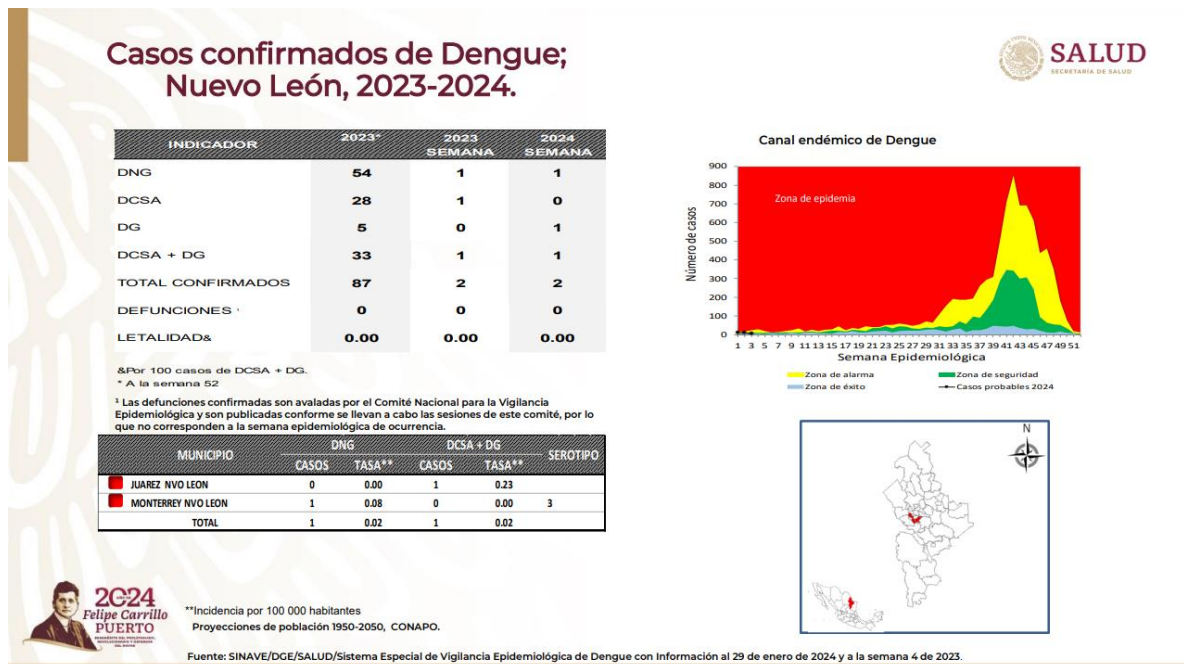 Casos confirmados de Dengue;
Nuevo León, 2023-2024.
SALUD
SECRETARÍA DE SALUD
INDICADOR 2023* 2023 SEMANA 2024 SEMANA
DNG 54 1 1
DCSA 28 1 0
DG 5 0 1
DCSA + DG 33 1 1
TOTAL CONFIRMADOS 87 2 2
DEFUNCIONES ¹ 0 0 0
LETALIDAD& 0.00 0.00 0.00
&Por 100 casos de DCSA + DG.
* A la semana 52
¹ Las defunciones confirmadas son avaladas por el Comité Nacional para la Vigilancia
Epidemiológica y son publicadas conforme se llevan a cabo las sesiones de este comité, por lo
que no corresponden a la semana epidemiológica de ocurrencia.
MUNICIPIO DNG DCSA + DG SEROTIPO
CASOS TASA** CASOS TASA**
JUAREZ NVO LEON 0 0.00 1 0.23
MONTERREY NVO LEON 1 0.08 0 0.00 3
TOTAL 1 0.02 1 0.02
Canal endémico de Dengue
Número de casos
900
800
700
600
500
400
300
200
100
0
Zona de epidemia
1 3 5 7 9 11 13 15 17 19 21 23 25 27 29 31 33 35 37 39 41 43 45 47 49 51
Semana Epidemiológica
Zona de alarma Zona de seguridad
Zona de éxito Casos probables 2024
N
2024
Felipe Carrillo
PUERTO
**Incidencia por 100 000 habitantes
Proyecciones de población 1950-2050, CONAPO.
Fuente: SINAVE/DGE/SALUD/Sistema Especial de Vigilancia Epidemiológica de Dengue con Información al 29 de enero de 2024 y a la semana 4 de 2023.